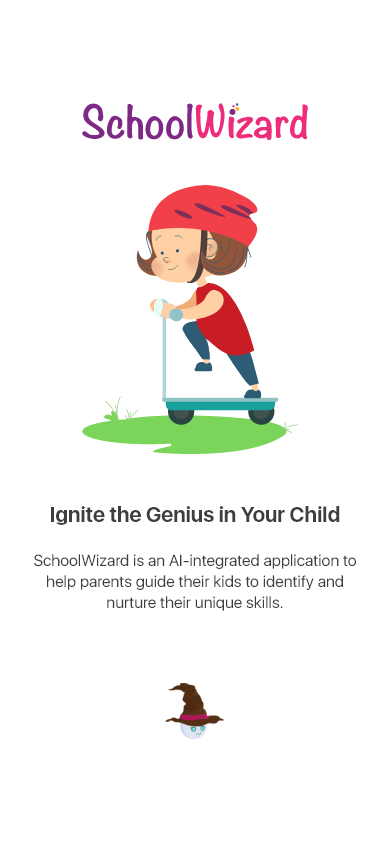 SchoolWizard
Ignite the Genius in Your Child
SchoolWizard is an AI-integrated application to
help parents guide their kids to identify and
nurture their unique skills.